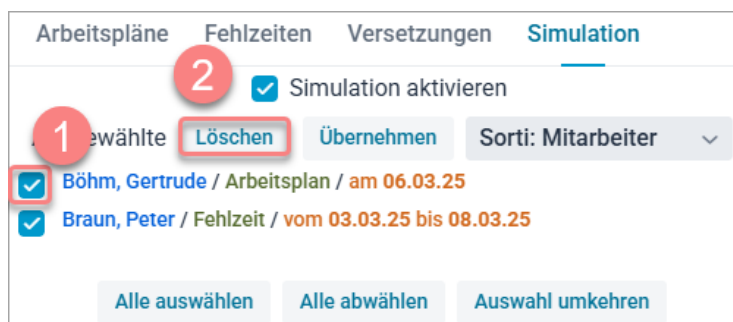 Arbeitspläne Fehlzeiten Versetzungen Simulation
2 Simulation aktivieren
1 ewählte Löschen Übernehmen Sorti: Mitarbeiter
Böhm, Gertrude / Arbeitsplan / am 06.03.25
Braun, Peter / Fehlzeit / vom 03.03.25 bis 08.03.25
Alle auswählen Alle abwählen Auswahl umkehren